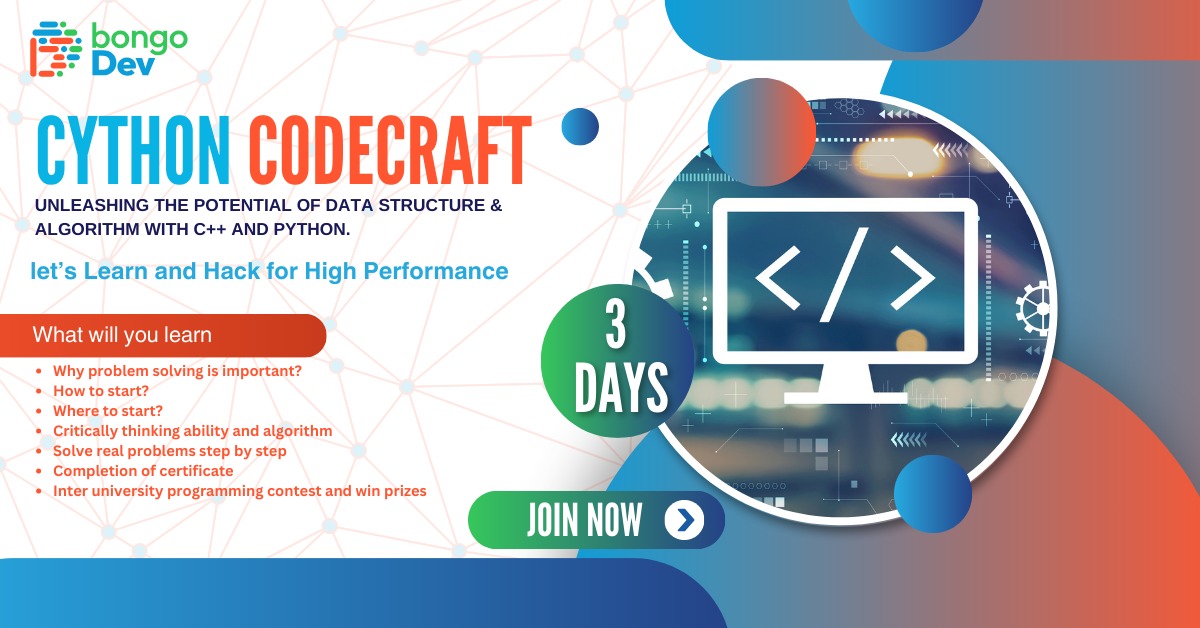 bongo
Dev
CYTHON CODECRAFT
UNLEASHING THE POTENTIAL OF DATA STRUCTURE &
ALGORITHM WITH C++ AND PYTHON.
let's Learn and Hack for High Performance
What will you learn
• Why problem solving is important?
• How to start?
• Where to start?
• Critically thinking ability and algorithm
• Solve real problems step by step
• Completion of certificate
• Inter university programming contest and win prizes
3
DAYS
</>
JOIN NOW